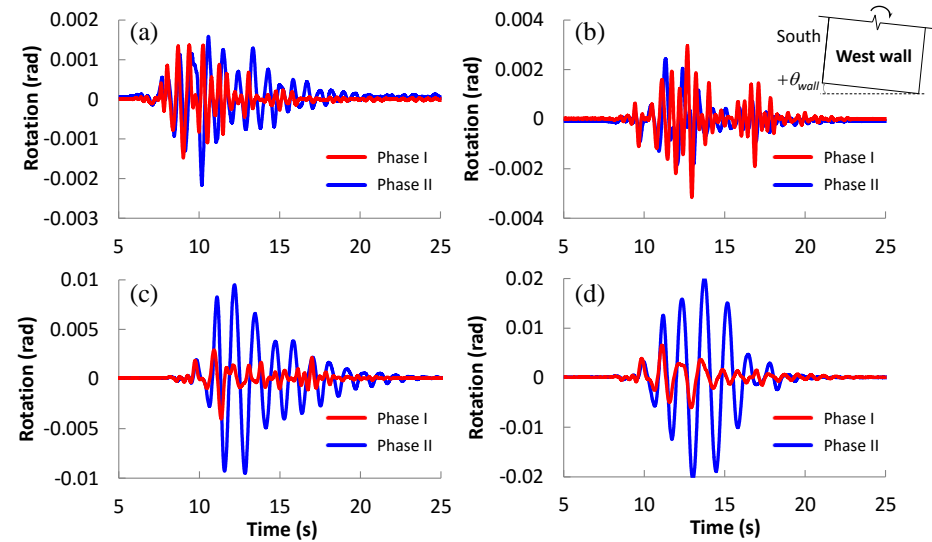 (a)
Rotation (rad)
0.002
0.001
0
-0.001
-0.002
-0.003
5 10 15 20 25
Phase I
Phase II
(b)
Rotation (rad)
0.004
0.002
0.000
-0.002
-0.004
5 10 15 20 25
Phase I
Phase II
South
West wall
+θwall
(c)
Rotation (rad)
0.01
0.005
0
-0.005
-0.01
5 10 15 20 25
Time (s)
Phase I
Phase II
(d)
Rotation (rad)
0.02
0.01
0
-0.01
-0.02
5 10 15 20 25
Time (s)
Phase I
Phase II